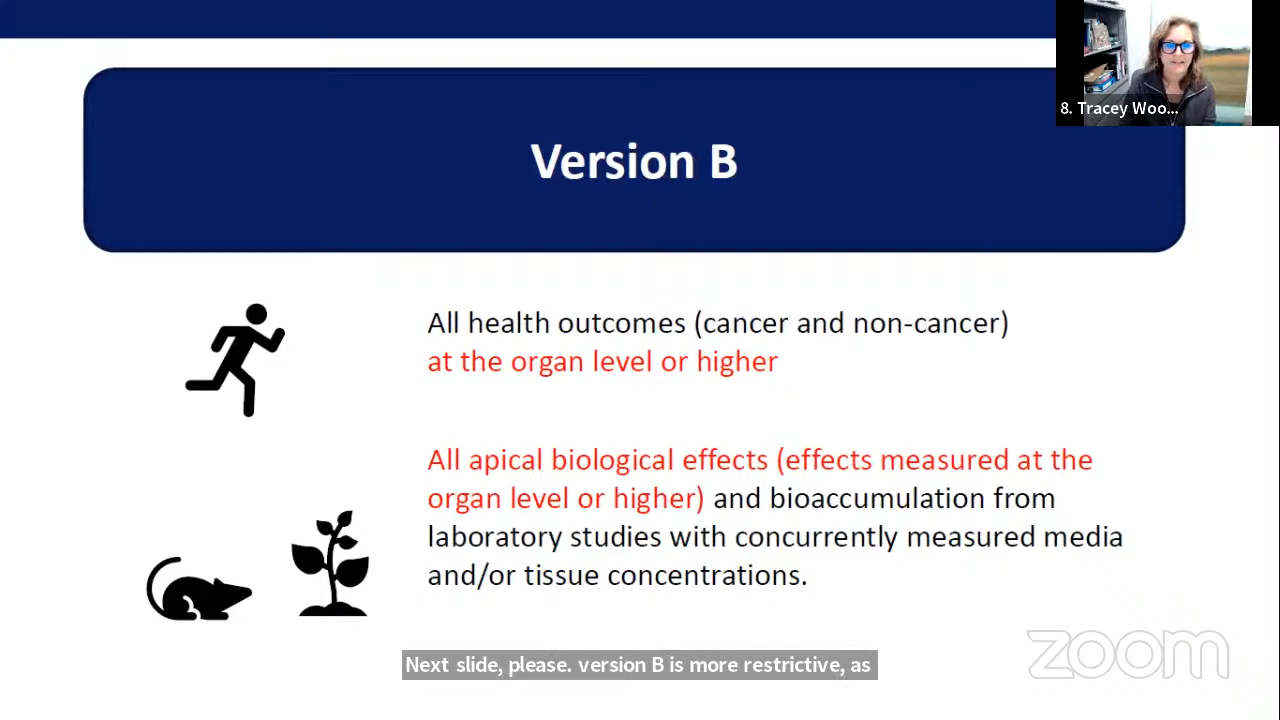 8. Tracey Woo...
Version B
All health outcomes (cancer and non-cancer)
at the organ level or higher
All apical biological effects (effects measured at the
organ level or higher) and bioaccumulation from
laboratory studies with concurrently measured media
and/or tissue concentrations.
zoom
Next slide, please. version B is more restrictive, as